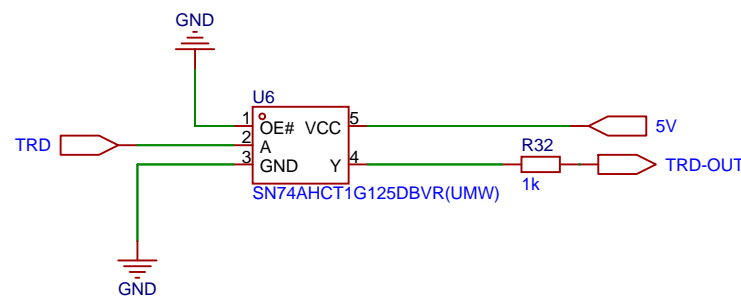 GND
U6
1 OE# VCC 5
5V
TRD
2 A
3 GND Y 4
R32
1k
TRD-OUT
SN74AHCT1G125DBVR(UMW)
GND